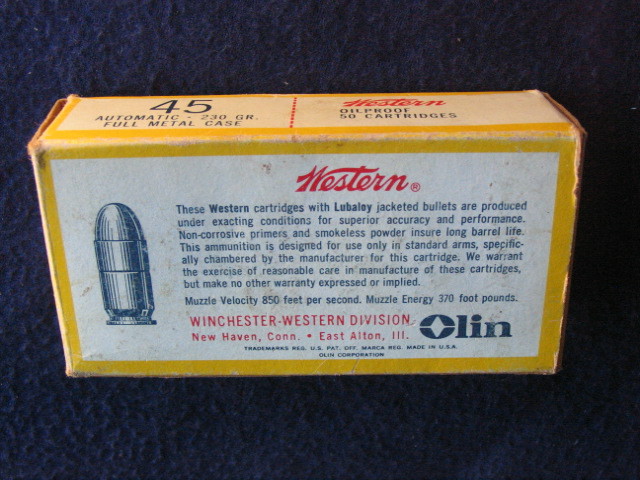 45
AUTOMATIC - 230 GR.
FULL METAL CASE
Western
OILPROOF
50 CARTRIDGES
Western®
These Western cartridges with Lubaloy jacketed bullets are produced
under exacting conditions for superior accuracy and performance.
Non-corrosive primers and smokeless powder insure long barrel life.
This ammunition is designed for use only in standard arms, specific-
ally chambered by the manufacturer for this cartridge. We warrant
the exercise of reasonable care in manufacture of these cartridges,
but make no other warranty expressed or implied.
Muzzle Velocity 850 feet per second. Muzzle Energy 370 foot pounds.
WINCHESTER-WESTERN DIVISION
New Haven, Conn. • East Alton, Ill.
Olin
TRADEMARKS REG. U.S. PAT. OFF. MARCA REG. MADE IN U.S.A.
OLIN CORPORATION